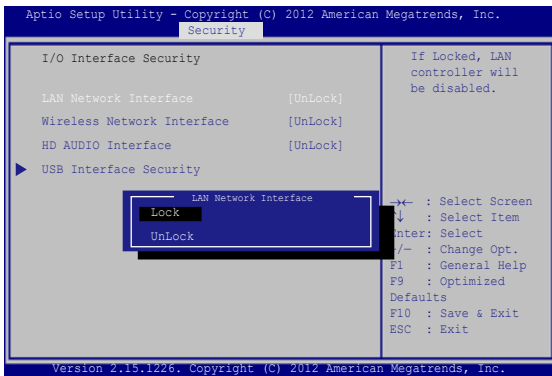 Aptio Setup Utility - Copyright (C) 2012 American Megatrends, Inc.
Security
I/O Interface Security
LAN Network Interface [UnLock]
Wireless Network Interface [UnLock]
HD AUDIO Interface [UnLock]
USB Interface Security
If Locked, LAN
controller will
be disabled.
LAN Network Interface
Lock
UnLock
→← : Select Screen
↑↓ : Select Item
Enter: Select
+/— : Change Opt.
F1 : General Help
F9 : Optimized
Defaults
F10 : Save & Exit
ESC : Exit
Version 2.15.1226. Copyright (C) 2012 American Megatrends, Inc.